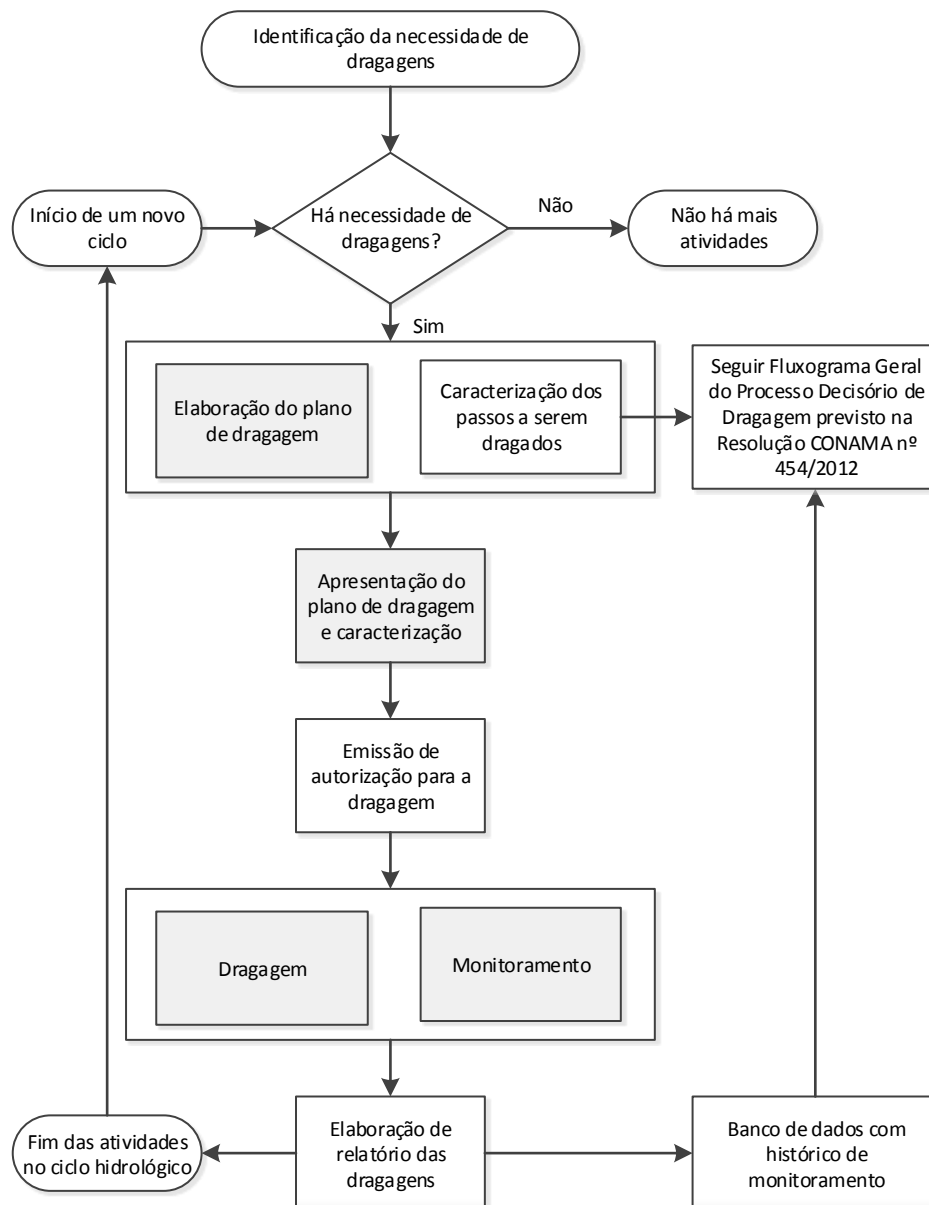 Identificação da necessidade de
dragagens
Início de um novo
ciclo
Há necessidade de
dragagens?
Não
Não há mais
atividades
Sim
Elaboração do plano
de dragagem
Caracterização dos
passos a serem
dragados
Seguir Fluxograma Geral
do Processo Decisório de
Dragagem previsto na
Resolução CONAMA nº
454/2012
Apresentação do
plano de dragagem
e caracterização
Emissão de
autorização para a
dragagem
Dragagem
Monitoramento
Fim das atividades
no ciclo hidrológico
Elaboração de
relatório das
dragagens
Banco de dados com
histórico de
monitoramento